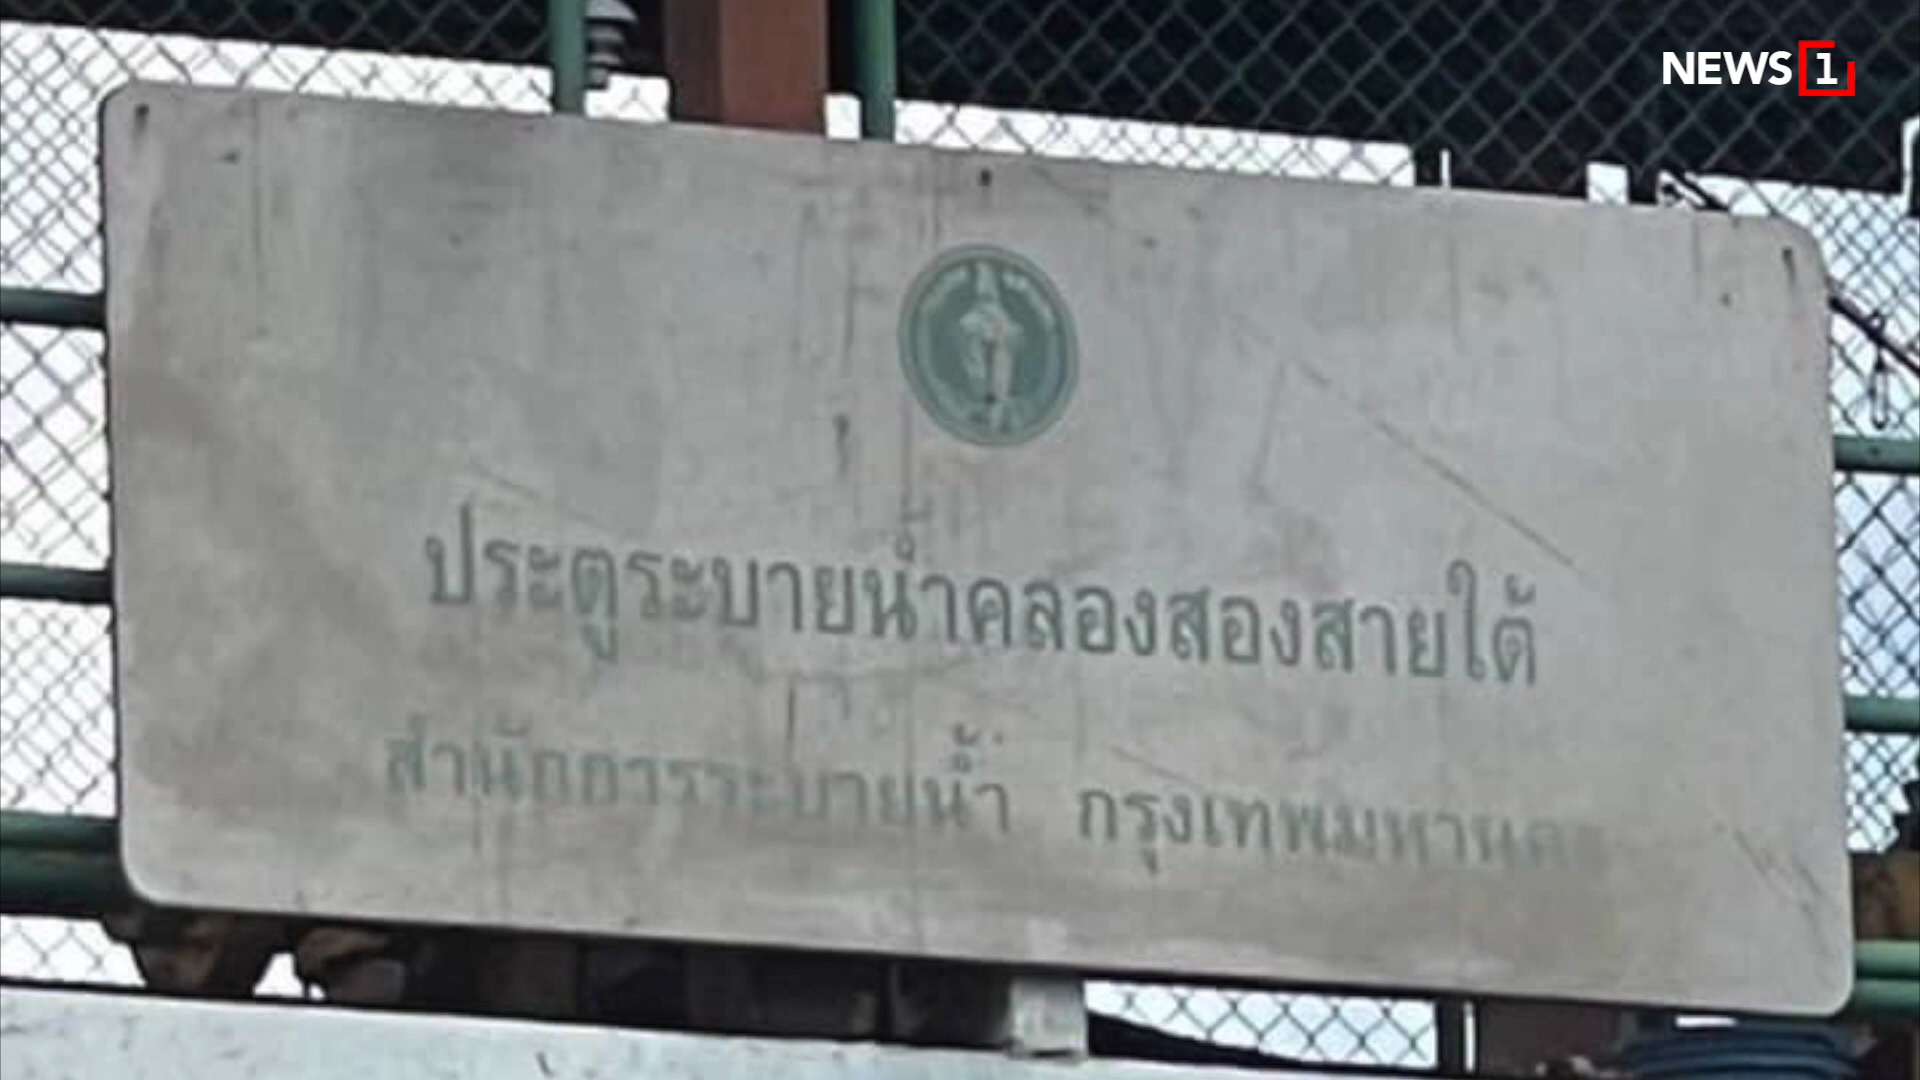 NEWS 1
ประตูระบายน้ำคลองสองสายใต้
สำนักการระบายน้ำ กรุงเทพมหานคร